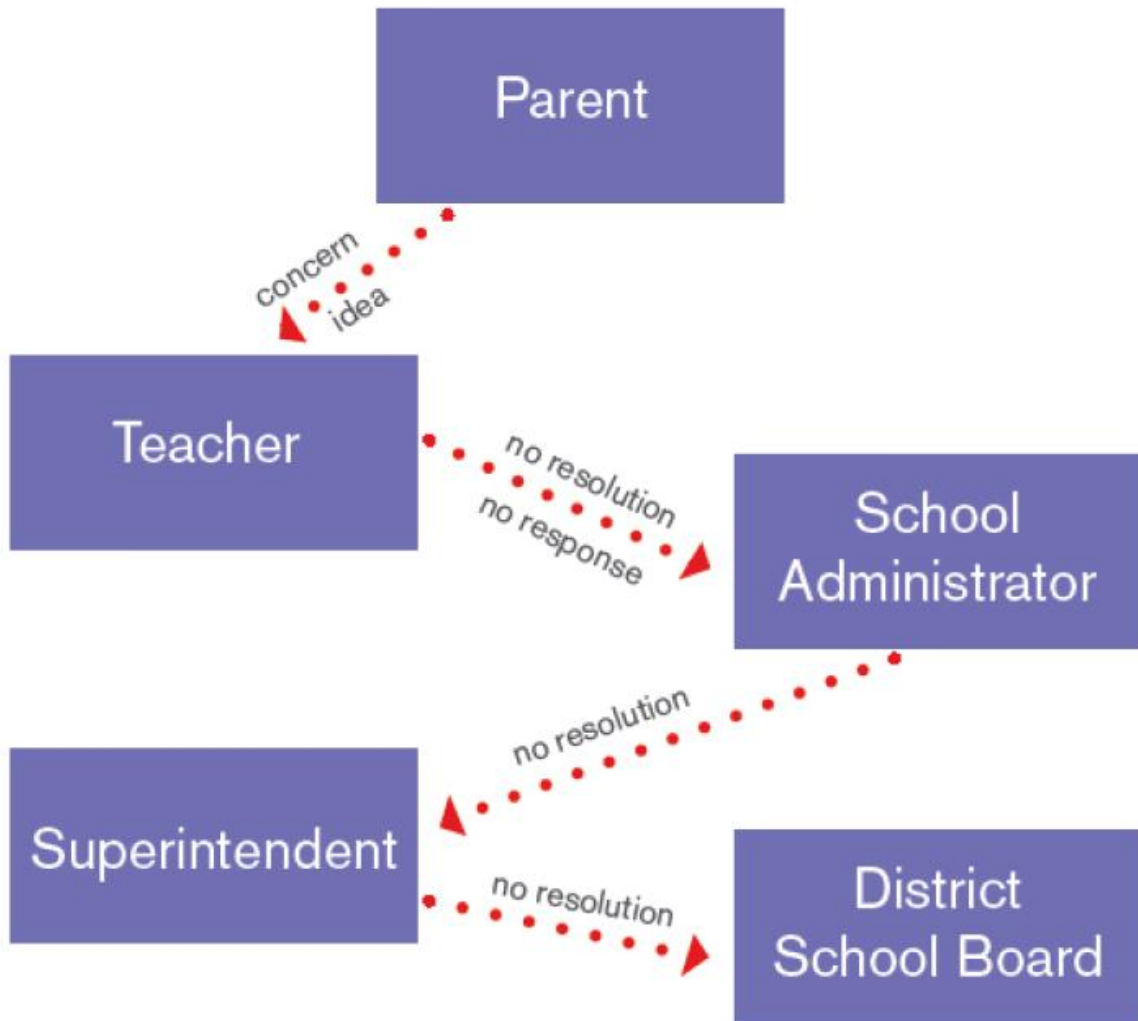 Parent
concern
idea
Teacher
no resolution
no response
School
Administrator
no resolution
Superintendent
no resolution
District
School Board